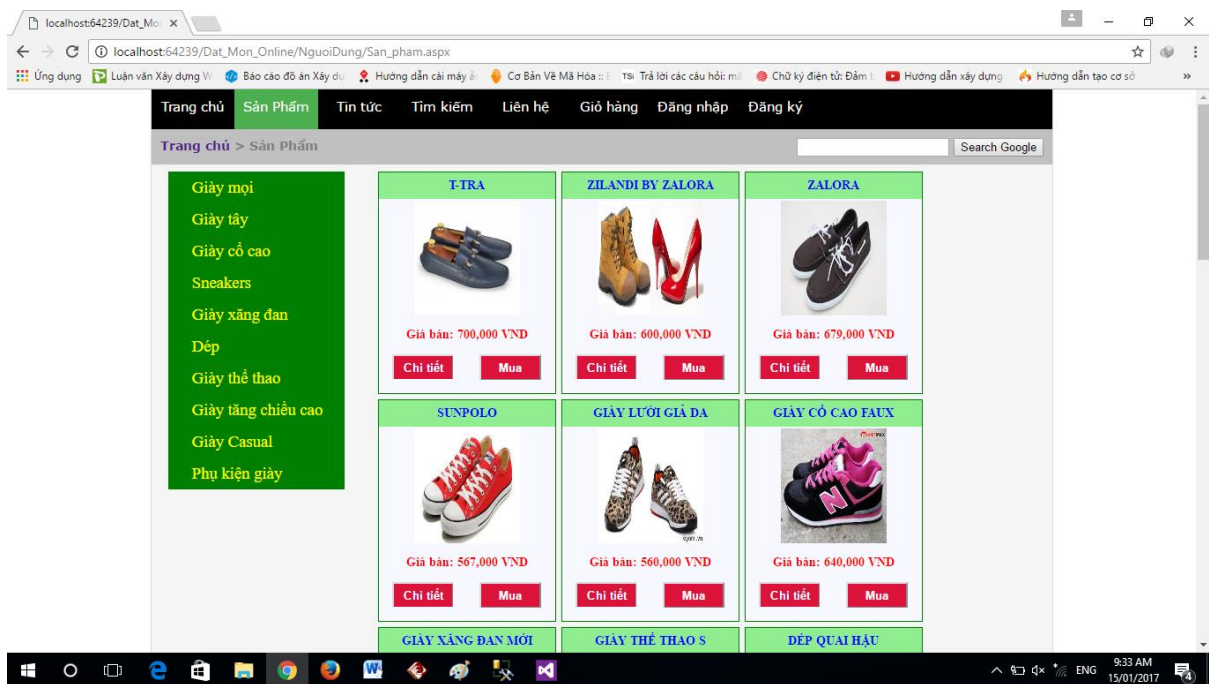 localhost:64239/Dat_Mo
localhost:64239/Dat_Mon_Online/NguoiDung/San_pham.aspx
Ứng dụng Luận văn Xây dựng W Báo cáo đồ án Xây dự Hướng dẫn cài máy ả Cơ Bản Về Mã Hóa :: TSi Trả lời các câu hỏi: mã Chữ ký điện tử: Đảm b Hướng dẫn xây dựng Hướng dẫn tạo cơ sở »
Trang chủ Sản Phẩm Tin tức Tìm kiếm Liên hệ Giỏ hàng Đăng nhập Đăng ký
Trang chủ > Sản Phẩm Search Google
Giày mọi
Giày tây
Giày cổ cao
Sneakers
Giày xăng đan
Dép
Giày thể thao
Giày tăng chiều cao
Giày Casual
Phụ kiện giày
T-TRA ZILANDI BY ZALORA ZALORA
Giá bán: 700,000 VND Giá bán: 600,000 VND Giá bán: 679,000 VND
Chi tiết Mua Chi tiết Mua Chi tiết Mua
SUNPOLO GIÀY LƯỜI GIẢ DA GIÀY CỔ CAO FAUX
N
Giá bán: 567,000 VND Giá bán: 560,000 VND Giá bán: 640,000 VND
Chi tiết Mua Chi tiết Mua Chi tiết Mua
GIÀY XĂNG ĐAN MỚI GIÀY THỂ THAO S DÉP QUAI HẬU
ENG 9:33 AM
15/01/2017
4